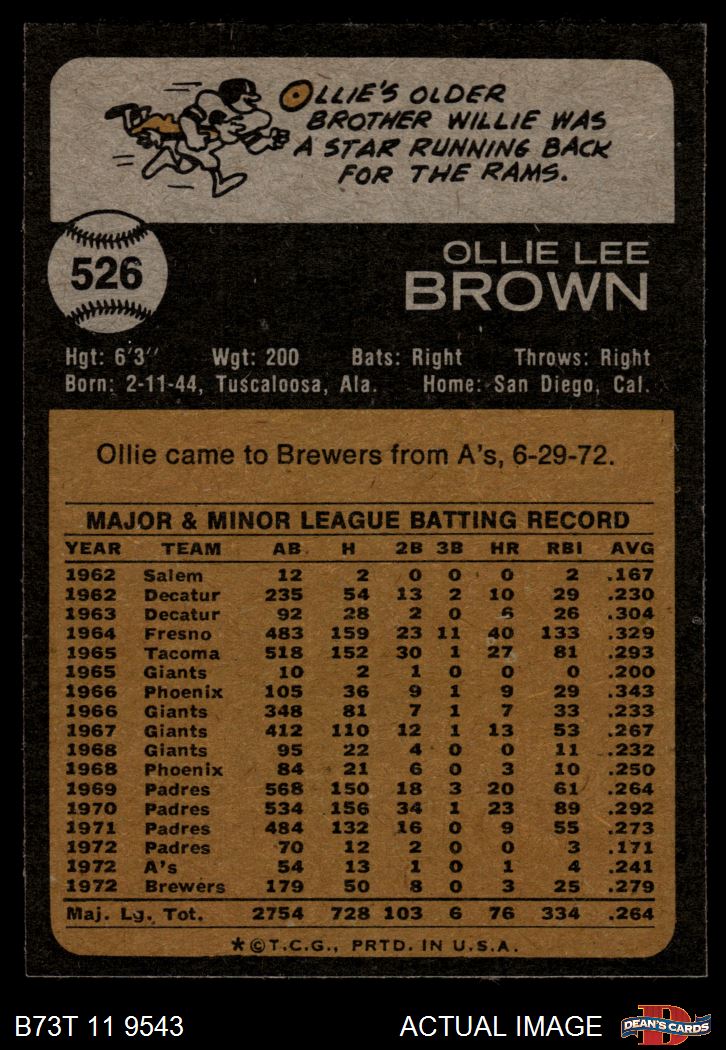 OLLIE'S OLDER
BROTHER WILLIE WAS
A STAR RUNNING BACK
FOR THE RAMS.
526
OLLIE LEE
BROWN
Hgt: 6'3" Wgt: 200 Bats: Right Throws: Right
Born: 2-11-44, Tuscaloosa, Ala. Home: San Diego, Cal.
Ollie came to Brewers from A's, 6-29-72.
MAJOR & MINOR LEAGUE BATTING RECORD
YEAR TEAM AB H 2B 3B HR RBI AVG
1962 Salem 12 2 0 0 0 2 .167
1962 Decatur 235 54 13 2 10 29 .230
1963 Decatur 92 28 2 0 6 26 .304
1964 Fresno 483 159 23 11 40 133 .329
1965 Tacoma 518 152 30 1 27 81 .293
1965 Giants 10 2 1 0 0 0 .200
1966 Phoenix 105 36 9 1 9 29 .343
1966 Giants 348 81 7 1 7 33 .233
1967 Giants 412 110 12 1 13 53 .267
1968 Giants 95 22 4 0 0 11 .232
1968 Phoenix 84 21 6 0 3 10 .250
1969 Padres 568 150 18 3 20 61 .264
1970 Padres 534 156 34 1 23 89 .292
1971 Padres 484 132 16 0 9 55 .273
1972 Padres 70 12 2 0 0 3 .171
1972 A's 54 13 1 0 1 4 .241
1972 Brewers 179 50 8 0 3 25 .279
Maj. Lg. Tot. 2754 728 103 6 76 334 .264
*©T.C.G., PRTD. IN U.S.A.
B73T 11 9543 ACTUAL IMAGE DEAN'S CARDS